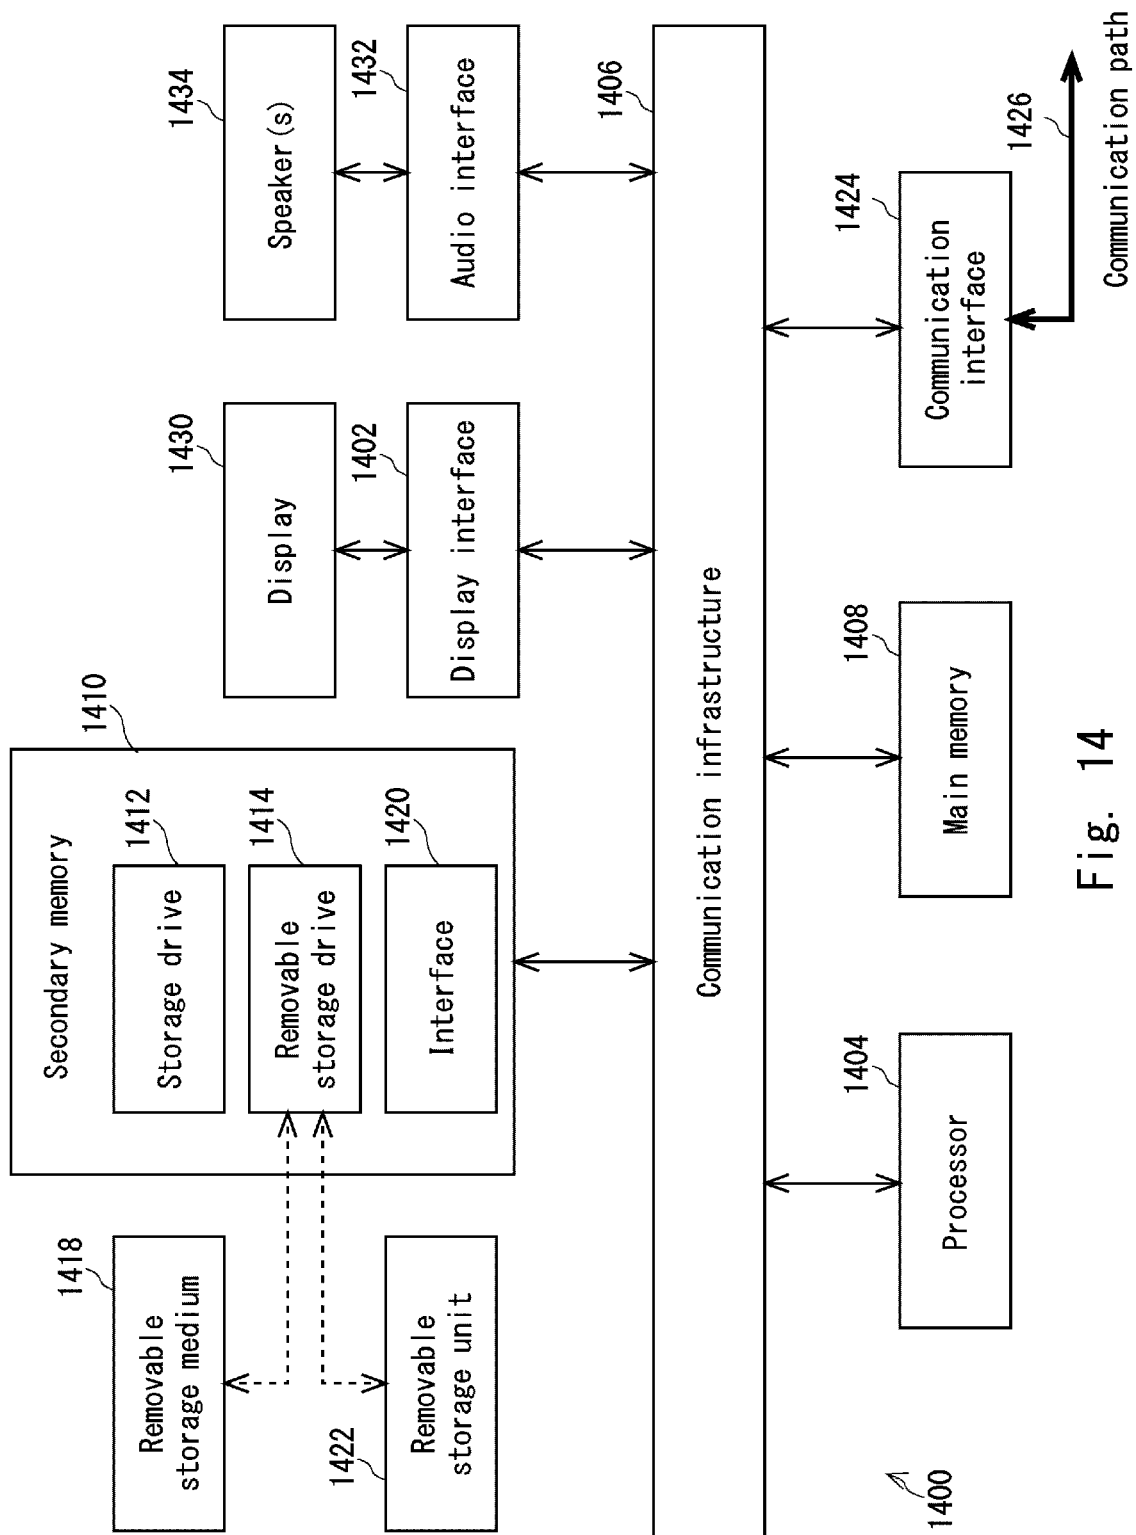 1418
Removable
storage medium
1422
Removable
storage unit
1410
Secondary memory
1412
Storage drive
1414
Removable
storage drive
1420
Interface
1430
Display
1402
Display interface
1434
Speaker(s)
1432
Audio interface
1406
Communication infrastructure
1404
Processor
1408
Main memory
1424
Communication
interface
1426
Communication path
1400
Fig. 14